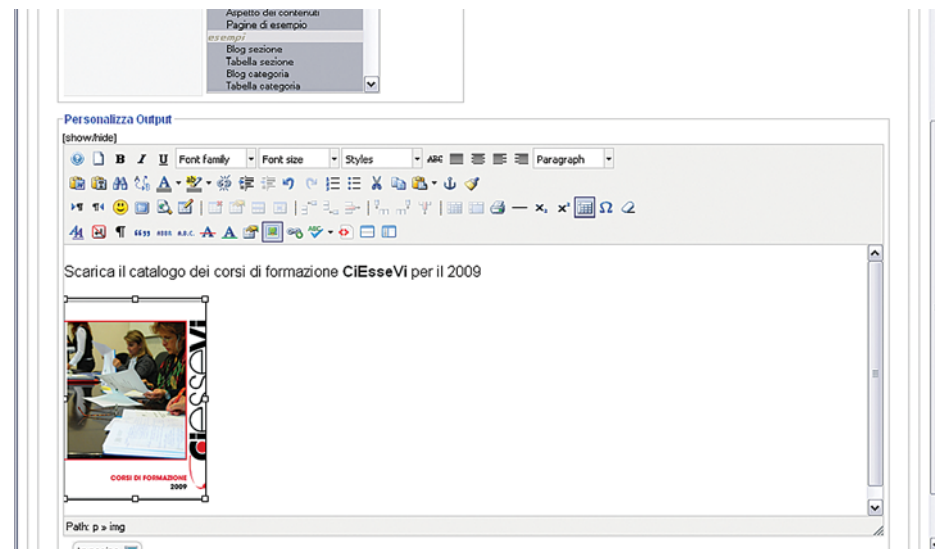 Aspetto dei contenuti
Pagine di esempio
esempi
Blog sezione
Tabella sezione
Blog categoria
Tabella categoria
Personalizza Output
[show/hide]
B I U Font family Font size Styles ABC Paragraph
Scarica il catalogo dei corsi di formazione CiEsseVi per il 2009
ciessevi
CORSI DI FORMAZIONE
2009
Path: p » img